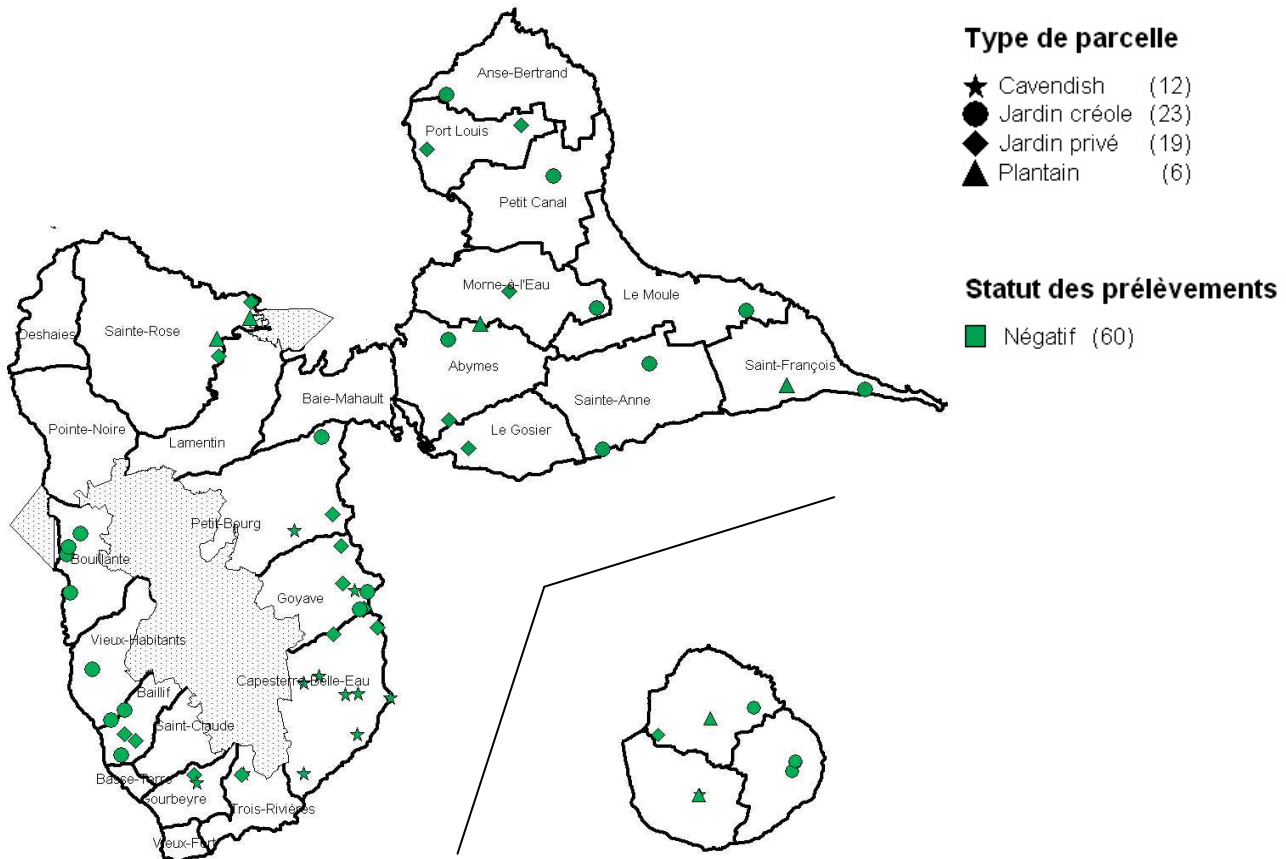 Type de parcelle
Cavendish (12)
Jardin créole (23)
Jardin privé (19)
Plantain (6)
Statut des prélèvements
Négatif (60)
Anse-Bertrand
Port Louis
Petit Canal
Morne-à-l'Eau
Le Moule
Sainte-Rose
Deshaies
Abymes
Saint-François
Baie-Mahault
Sainte-Anne
Pointe-Noire
Lamentin
Le Gosier
Petit-Bourg
Bouillante
Goyave
Vieux-Habitants
Capesterre-Belle-Eau
Baillif
Saint-Claude
Basse-Terre
Gourbeyre
Trois-Rivières
Vieux-Fort